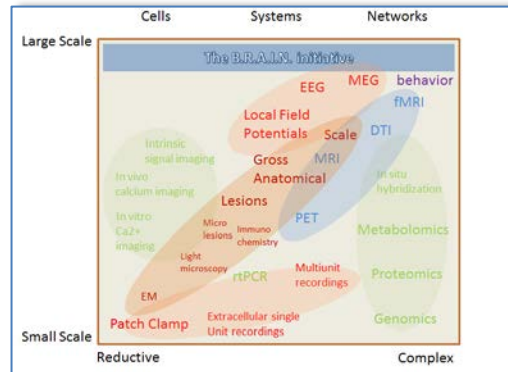 Cells Systems Networks
Large Scale
The B.R.A.I.N. initiative
EEG
MEG
behavior
fMRI
Local Field
Potentials
Scale
DTI
Intrinsic
signal imaging
Gross
Anatomical
MRI
In vivo
calcium imaging
In situ
hybridization
Lesions
In vitro
Ca2+
imaging
Micro
lesions
Immuno
chemistry
PET
Metabolomics
Light
microscopy
rtPCR
Multiunit
recordings
Proteomics
EM
Patch Clamp
Extracellular single
Unit recordings
Genomics
Small Scale
Reductive Complex